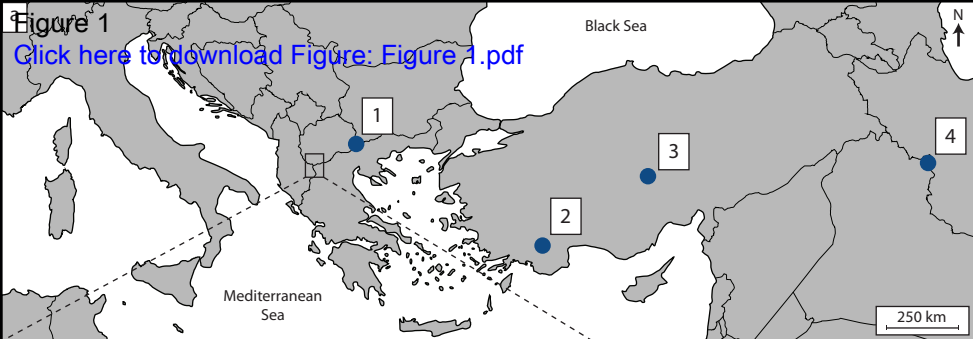 a
Figure 1
Click here to download Figure: Figure 1.pdf
Black Sea
N
1
3
4
2
Mediterranean
Sea
250 km